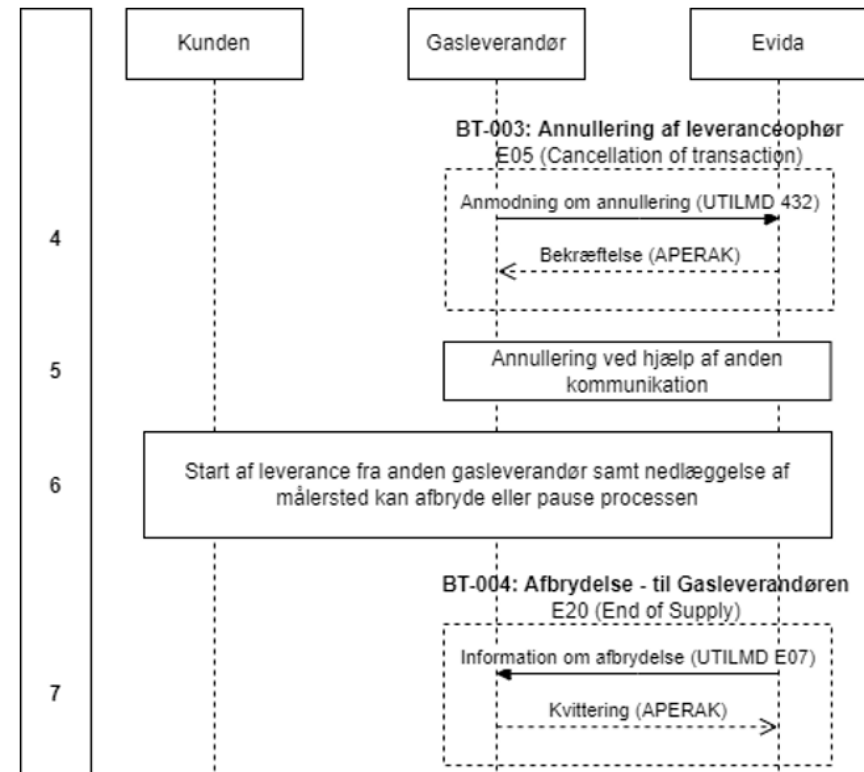 Kunden
Gasleverandør
Evida
BT-003: Annullering af leveranceophør
E05 (Cancellation of transaction)
Anmodning om annullering (UTILMD 432)
4
Bekræftelse (APERAK)
5
Annullering ved hjælp af anden
kommunikation
6
Start af leverance fra anden gasleverandør samt nedlæggelse af
målersted kan afbryde eller pause processen
BT-004: Afbrydelse - til Gasleverandøren
E20 (End of Supply)
Information om afbrydelse (UTILMD E07)
7
Kvittering (APERAK)